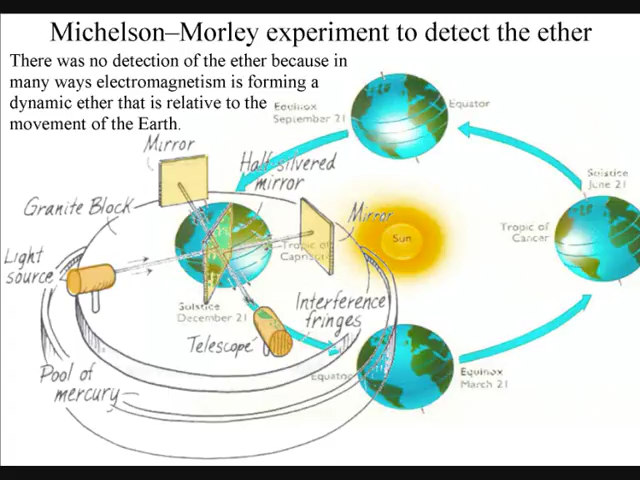 Michelson–Morley experiment to detect the ether
There was no detection of the ether because in
many ways electromagnetism is forming a
dynamic ether that is relative to the
movement of the Earth.
Equinox
September 21
Equator
Mirror
Half-silvered
mirror
Solstice
June 21
Granite Block
Mirror
Tropic of
Cancer
Sun
Light
source
Tropic of
Solstice
December 21
Interference
fringes
Telescope
Pool of
mercury
Equator
Equinox
March 21